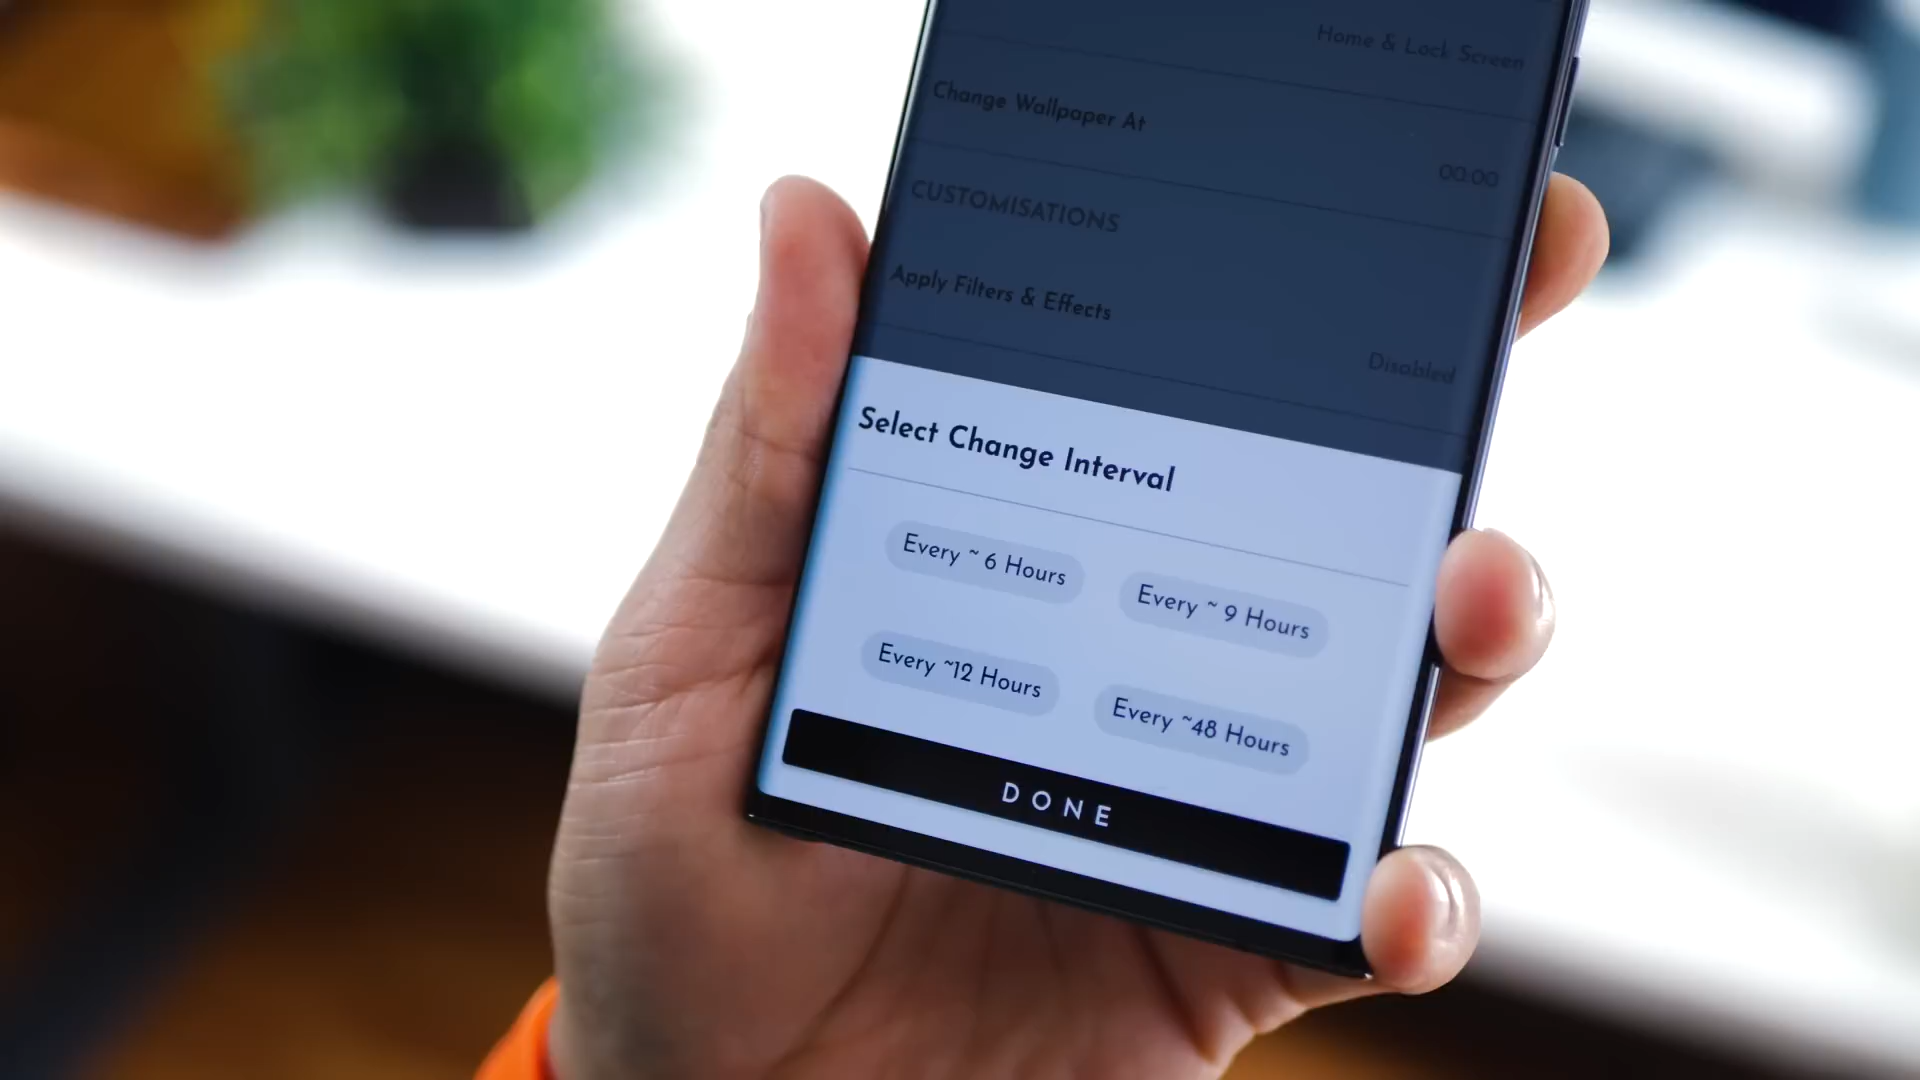 Home & Lock Screen
Change Wallpaper At
00:00
CUSTOMISATIONS
Apply Filters & Effects
Disabled
Select Change Interval
Every ~ 6 Hours
Every ~ 9 Hours
Every ~12 Hours
Every ~48 Hours
DONE